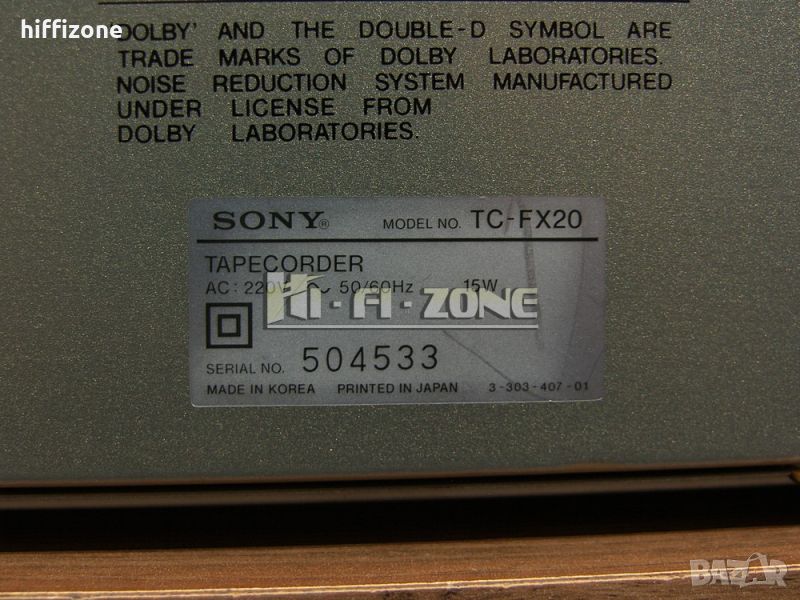 hiffizone
DOLBY' AND THE DOUBLE-D SYMBOL ARE
TRADE MARKS OF DOLBY LABORATORIES.
NOISE REDUCTION SYSTEM MANUFACTURED
UNDER LICENSE FROM
DOLBY LABORATORIES.
SONY® MODEL NO. TC-FX20
TAPECORDER
AC: 220V ~ 50/60Hz 15W
Hi-Fi-ZONE
SERIAL NO. 504533
MADE IN KOREA PRINTED IN JAPAN 3-303-407-01
BAZAR